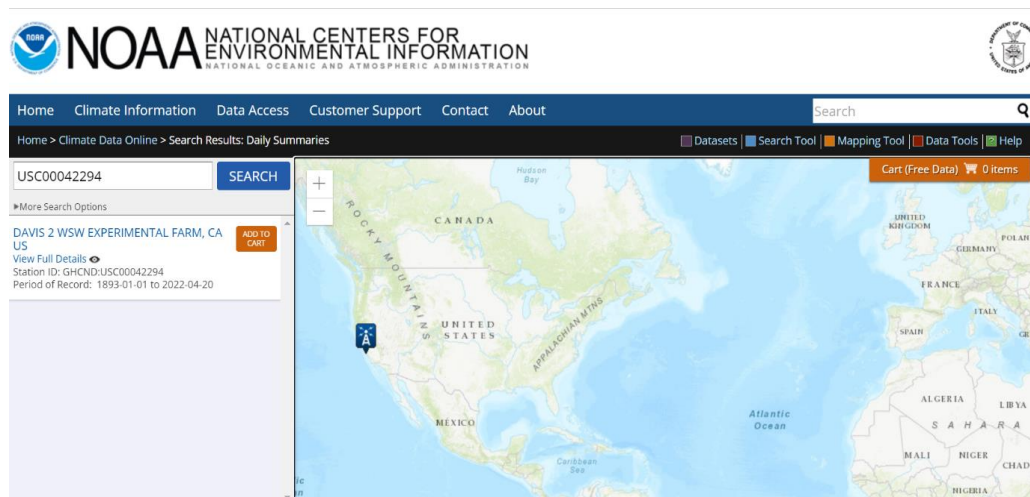 NOAA
NOAA
NATIONAL CENTERS FOR
ENVIRONMENTAL INFORMATION
NATIONAL OCEANIC AND ATMOSPHERIC ADMINISTRATION
Home Climate Information Data Access Customer Support Contact About Search
Home > Climate Data Online > Search Results: Daily Summaries Datasets | Search Tool | Mapping Tool | Data Tools | Help
USC00042294 SEARCH
Cart (Free Data) 0 items
More Search Options
DAVIS 2 WSW EXPERIMENTAL FARM, CA
US
ADD TO
CART
View Full Details
Station ID: GHCND:USC00042294
Period of Record: 1893-01-01 to 2022-04-20
Hudson
Bay
CANADA
ROCKY MOUNTAINS
UNITED
STATES
APPALACHIAN MTNS
MEXICO
Caribbean
Sea
Atlantic
Ocean
UNITED
KINGDOM
GERMANY
FRANCE
ITALY
SPAIN
ALGERIA
LIBYA
SAHARA
MALI
NIGER
CHAD
NIGERIA